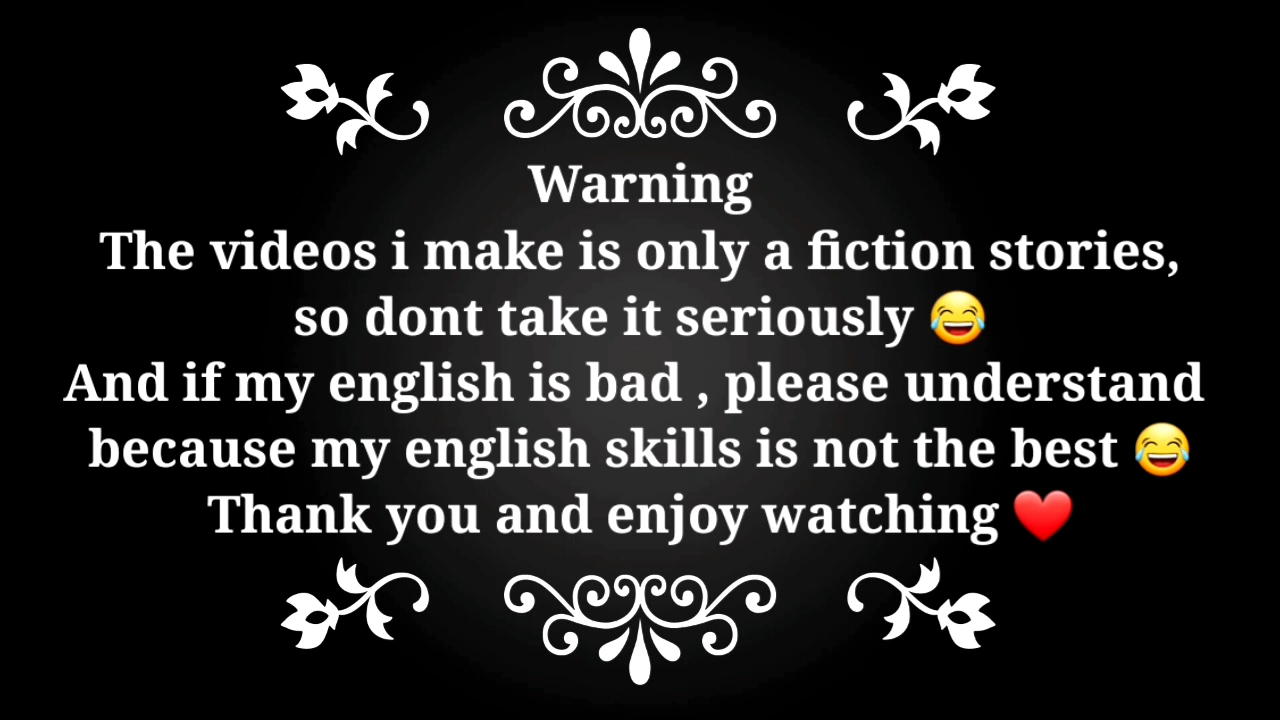 Warning
The videos i make is only a fiction stories,
so dont take it seriously 😂
And if my english is bad , please understand
because my english skills is not the best 😂
Thank you and enjoy watching ❤️